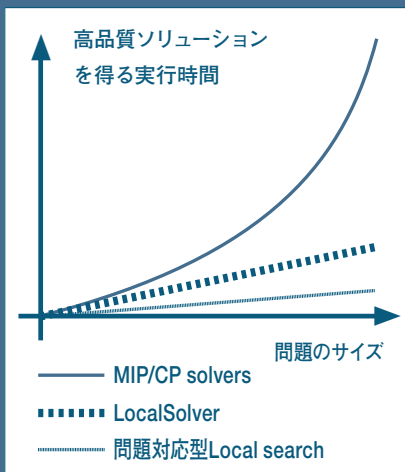 高品質ソリューション
を得る実行時間
問題のサイズ
MIP/CP solvers
LocalSolver
問題対応型Local search